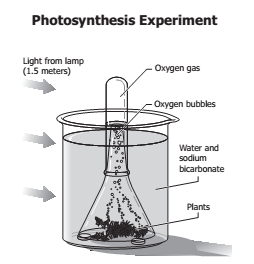 Photosynthesis Experiment
Light from lamp
(1.5 meters)
Oxygen gas
Oxygen bubbles
Water and
sodium
bicarbonate
Plants